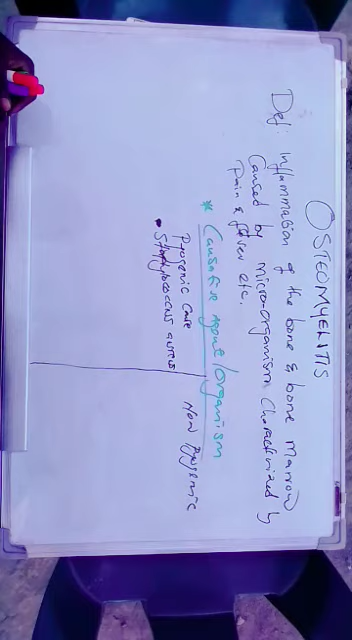 OSTEOMYELITIS
Def: Inflammation of the bone & bone marrow
Caused by micro-organism characterized by
Pain & fever etc.
* Causative agent/organism
Pyogenic Non Pyogenic
• Staphylococcus aureus